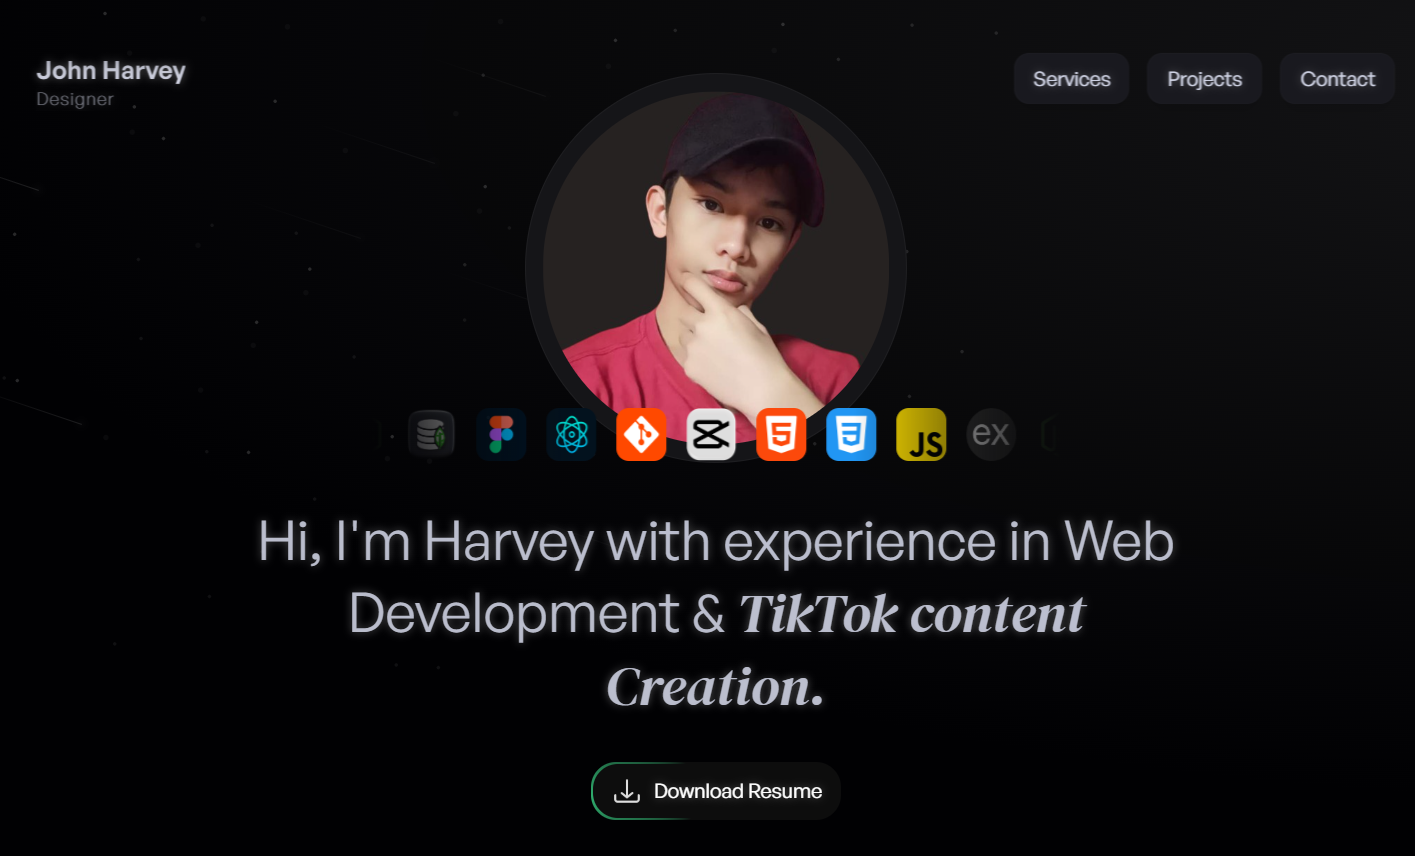 John Harvey
Designer
Services
Projects
Contact
JS
ex
Hi, I'm Harvey with experience in Web
Development & TikTok content
Creation.
Download Resume